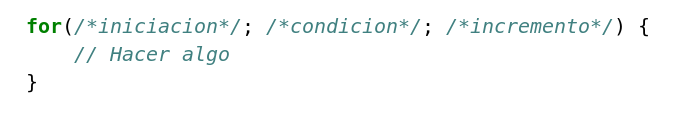 for(/*iniciacion*/; /*condicion*/; /*incremento*/) {
    // Hacer algo
}